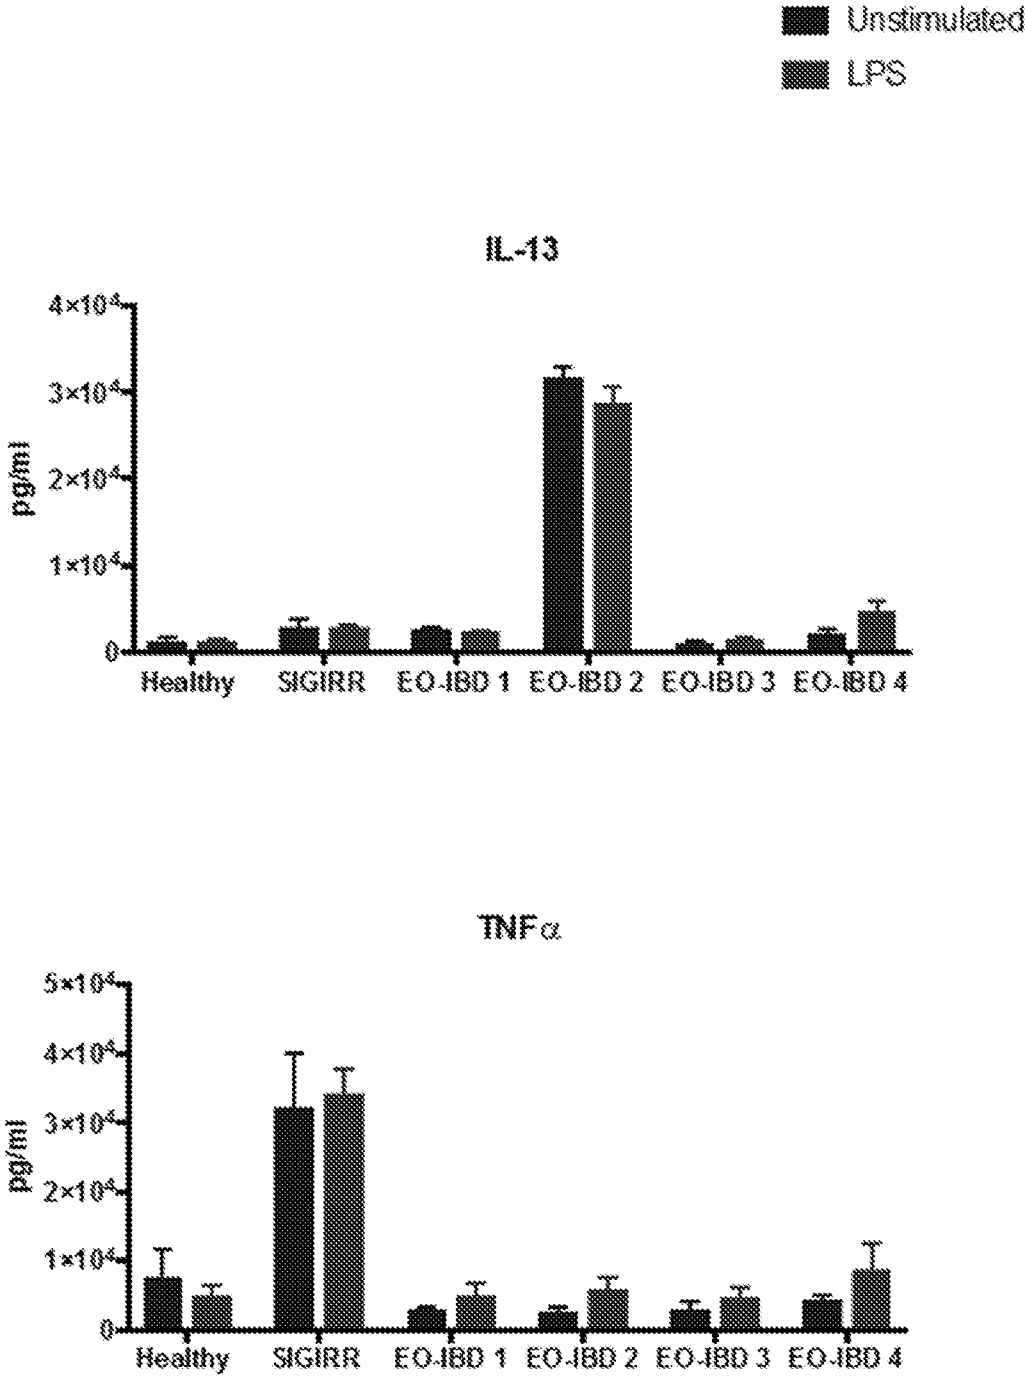 Unstimulated
LPS
IL-13
4×10⁴
3×10⁴
2×10⁴
1×10⁴
0
pg/ml
Healthy SIGIRR EO-IBD 1 EO-IBD 2 EO-IBD 3 EO-IBD 4
TNFα
5×10⁴
4×10⁴
3×10⁴
2×10⁴
1×10⁴
0
pg/ml
Healthy SIGIRR EO-IBD 1 EO-IBD 2 EO-IBD 3 EO-IBD 4